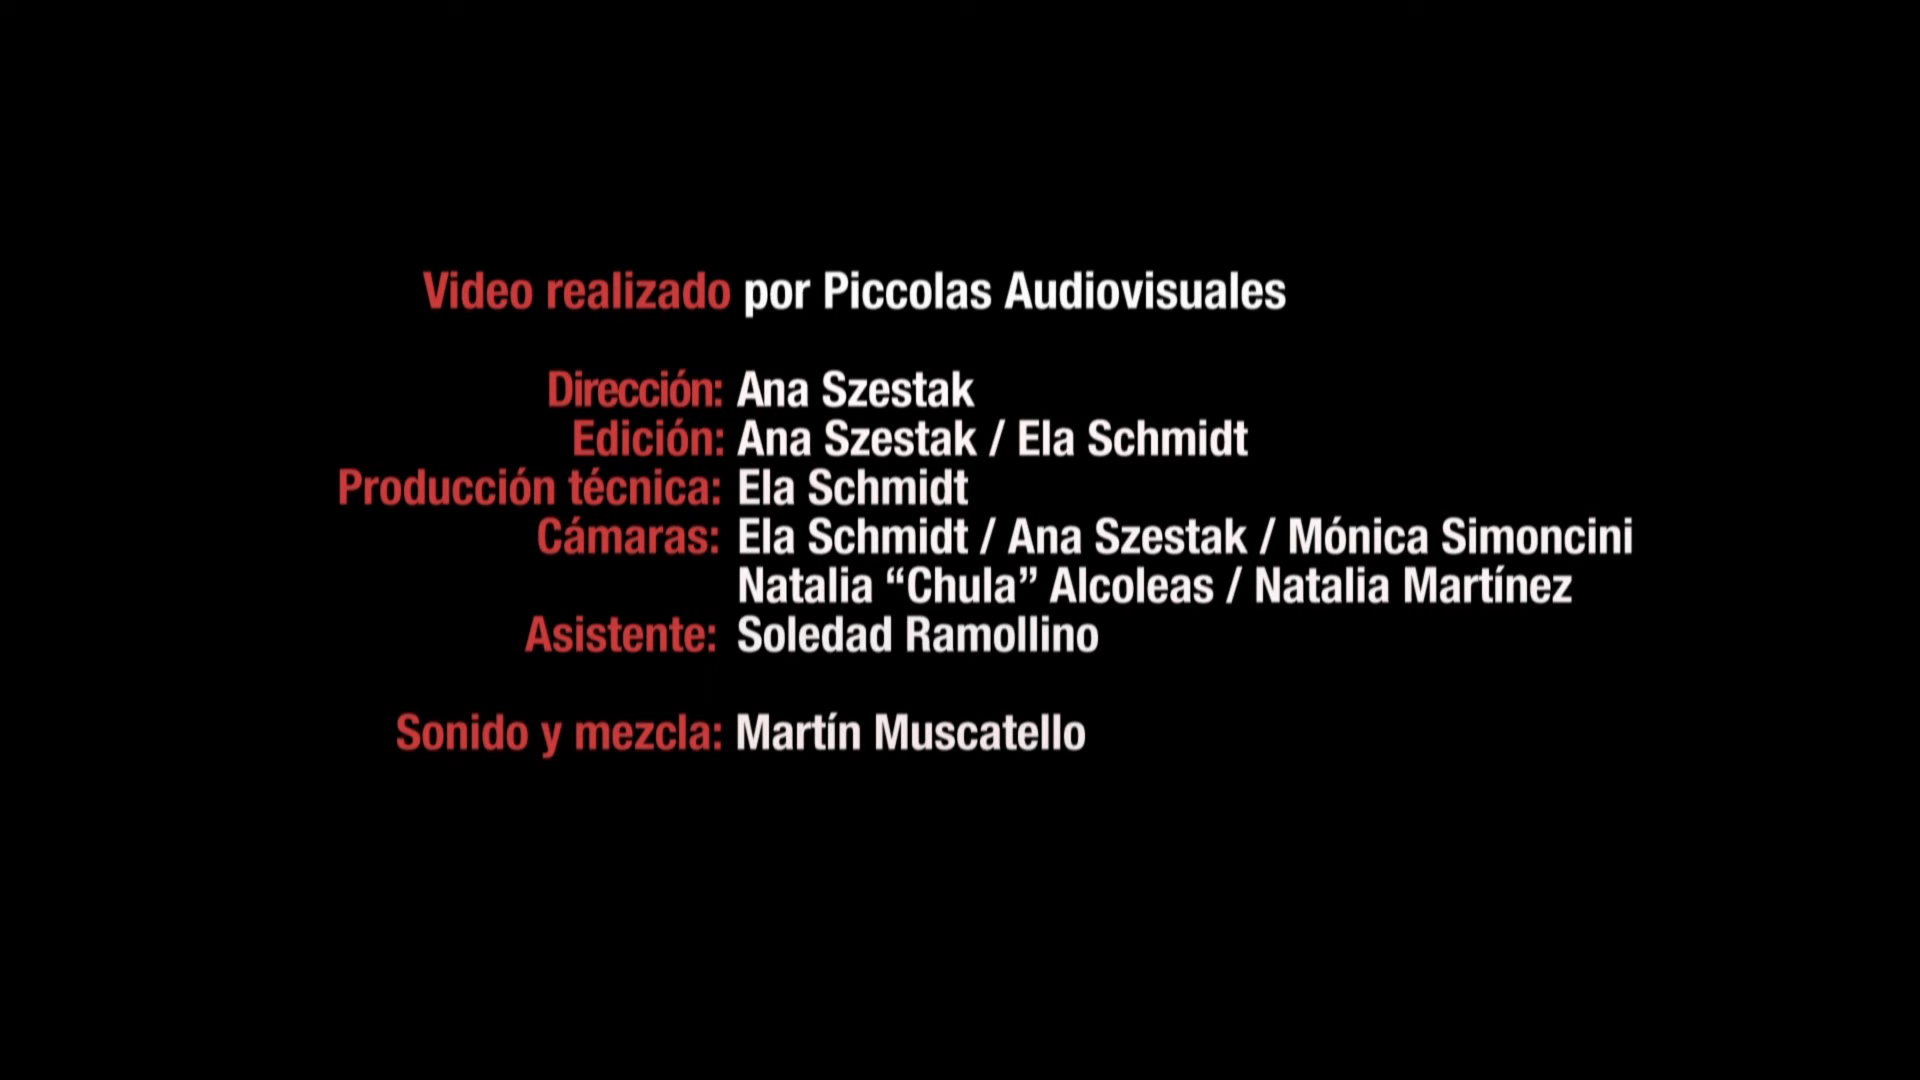 Video realizado por Piccolas Audiovisuales
Dirección: Ana Szestak
Edición: Ana Szestak / Ela Schmidt
Producción técnica: Ela Schmidt
Cámaras: Ela Schmidt / Ana Szestak / Mónica Simoncini
Natalia “Chula” Alcoleas / Natalia Martínez
Asistente: Soledad Ramollino
Sonido y mezcla: Martín Muscatello